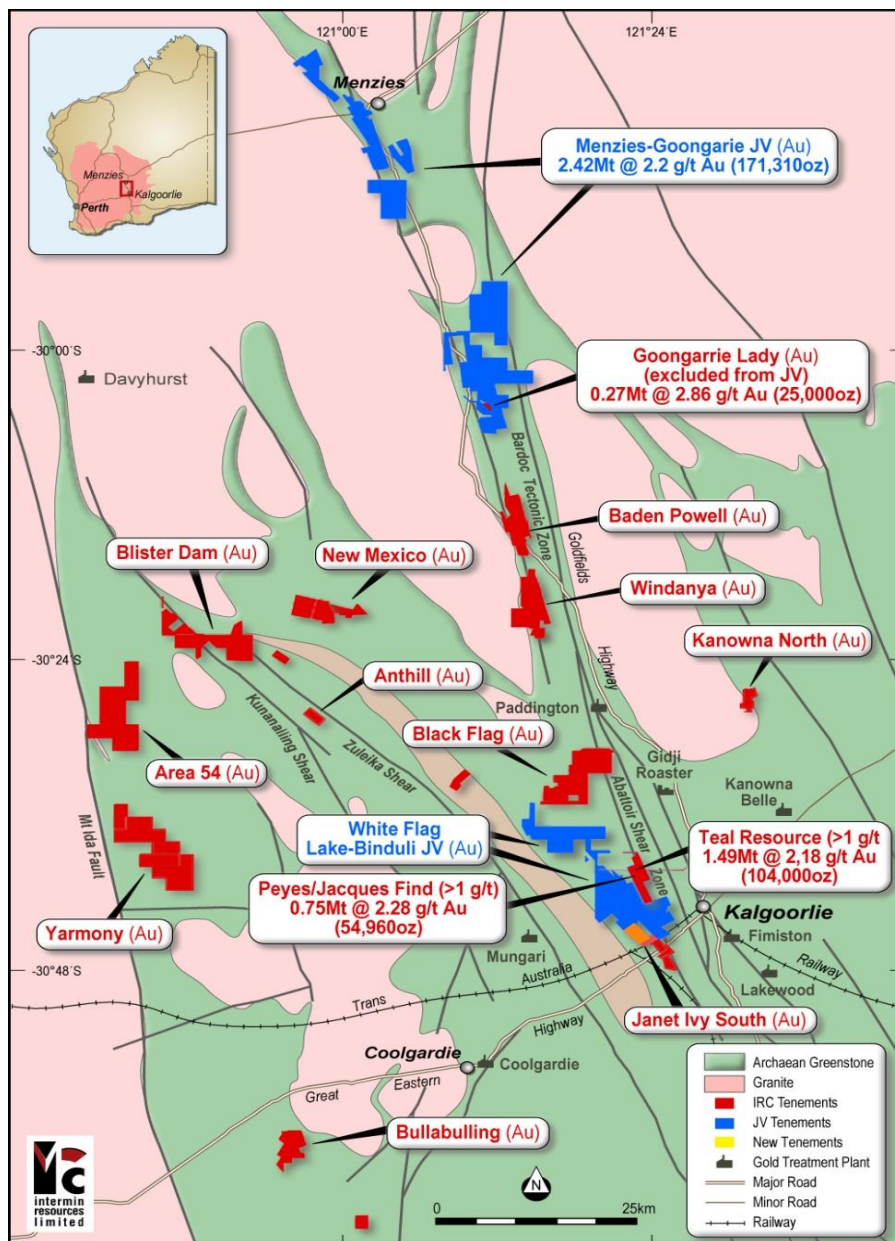 121°00´E
121°24´E
Menzies
Kalgoorlie
Perth
Menzies
Menzies-Goongarie JV (Au)
2.42Mt @ 2.2 g/t Au (171,310oz)
-30°00´S
Davyhurst
Goongarrie Lady (Au)
(excluded from JV)
0.27Mt @ 2.86 g/t Au (25,000oz)
Bardoc Tectonic Zone
Baden Powell (Au)
Blister Dam (Au)
New Mexico (Au)
Goldfields
Highway
Windanya (Au)
-30°24´S
Kanowna North (Au)
Anthill (Au)
Paddington
Kunanalling Shear
Zuleika Shear
Black Flag (Au)
Area 54 (Au)
Abattoir Shear
Zone
Gidji
Roaster
Kanowna
Belle
Mt Ida Fault
White Flag
Lake-Binduli JV (Au)
Teal Resource (>1 g/t
1.49Mt @ 2,18 g/t Au
(104,000oz)
Peyes/Jacques Find (>1 g/t)
0.75Mt @ 2.28 g/t Au
(54,960oz)
Yarmony (Au)
Kalgoorlie
Mungari
Fimiston
-30°48´S
Trans
Australia
Railway
Lakewood
Highway
Janet Ivy South (Au)
Coolgardie
Coolgardie
Great
Eastern
Bullabulling (Au)
Archaean Greenstone
Granite
IRC Tenements
JV Tenements
New Tenements
Gold Treatment Plant
Major Road
Minor Road
Railway
N
0
25km
intermin
resources
limited